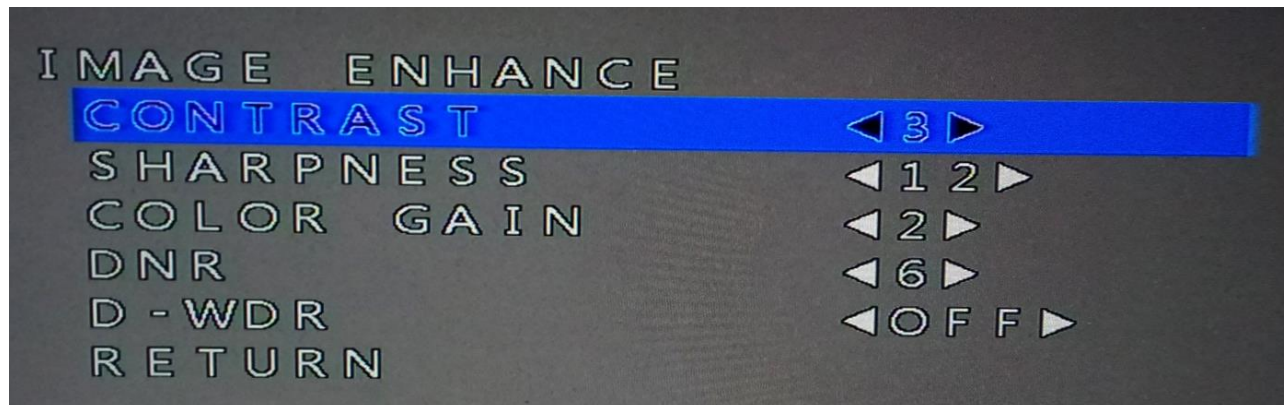 IMAGE ENHANCE
CONTRAST ◀3▶
SHARPNESS ◀12▶
COLOR GAIN ◀2▶
DNR ◀6▶
D-WDR ◀OFF▶
RETURN